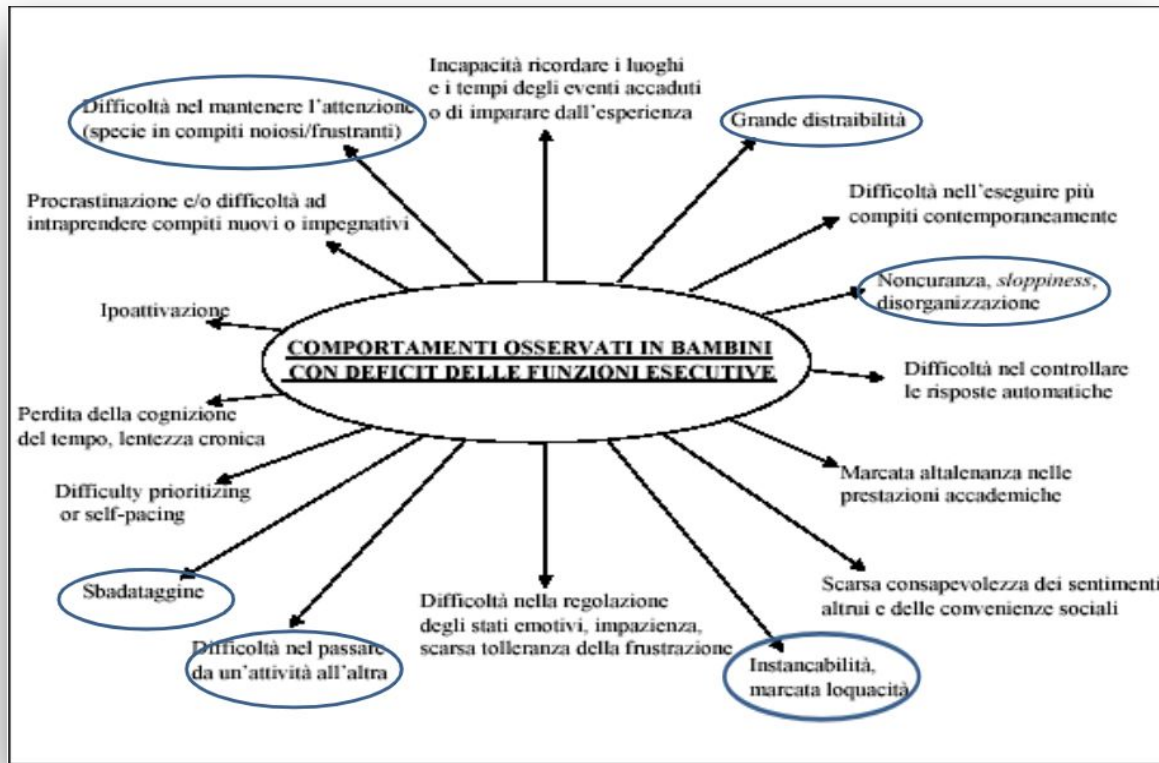 Incapacità ricordare i luoghi
e i tempi degli eventi accaduti
o di imparare dall'esperienza
Difficoltà nel mantenere l'attenzione
(specie in compiti noiosi/frustranti)
Grande distraibilità
Procrastinazione e/o difficoltà ad
intraprendere compiti nuovi o impegnativi
Difficoltà nell'eseguire più
compiti contemporaneamente
Noncuranza, sloppiness,
disorganizzazione
Ipoattivazione
COMPORTAMENTI OSSERVATI IN BAMBINI
CON DEFICIT DELLE FUNZIONI ESECUTIVE
Difficoltà nel controllare
le risposte automatiche
Perdita della cognizione
del tempo, lentezza cronica
Marcata altalenanza nelle
prestazioni accademiche
Difficulty prioritizing
or self-pacing
Sbadataggine
Scarsa consapevolezza dei sentimenti
altrui e delle convenienze sociali
Difficoltà nella regolazione
degli stati emotivi, impazienza,
scarsa tolleranza della frustrazione
Difficoltà nel passare
da un'attività all'altra
Instancabilità,
marcata loquacità